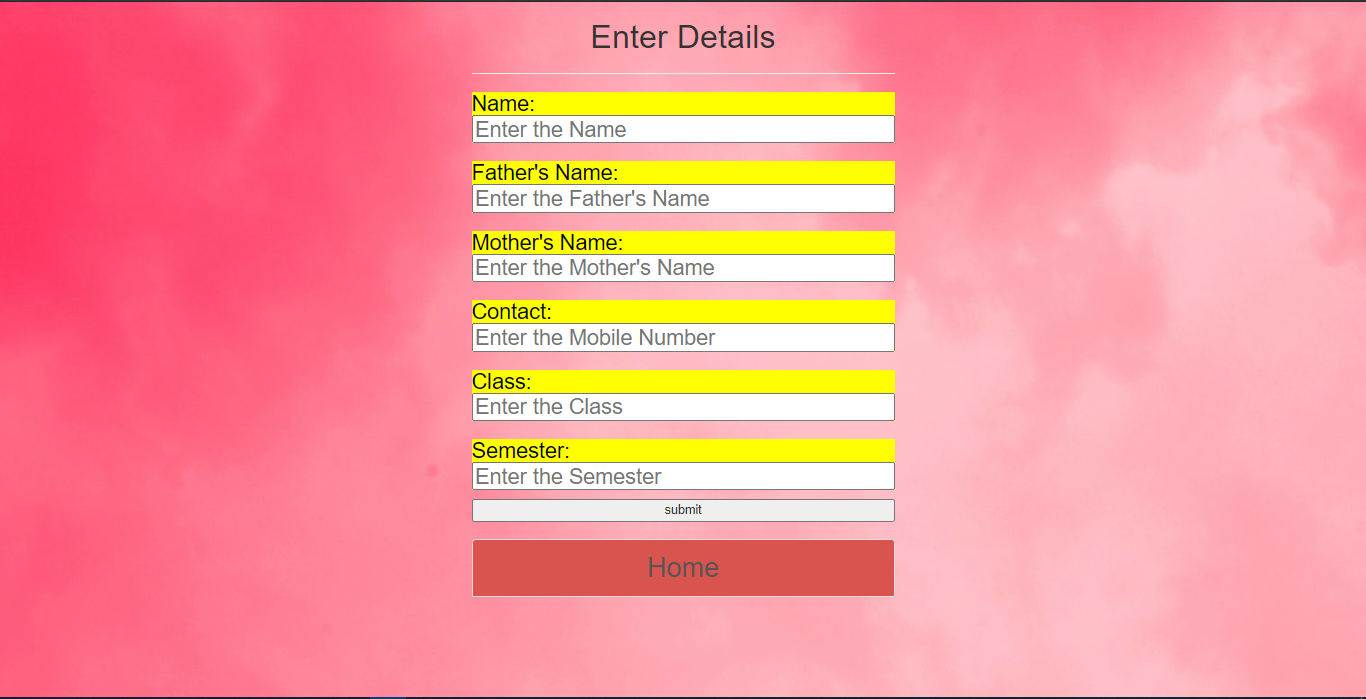 Enter Details
Name:
Enter the Name
Father's Name:
Enter the Father's Name
Mother's Name:
Enter the Mother's Name
Contact:
Enter the Mobile Number
Class:
Enter the Class
Semester:
Enter the Semester
submit
Home